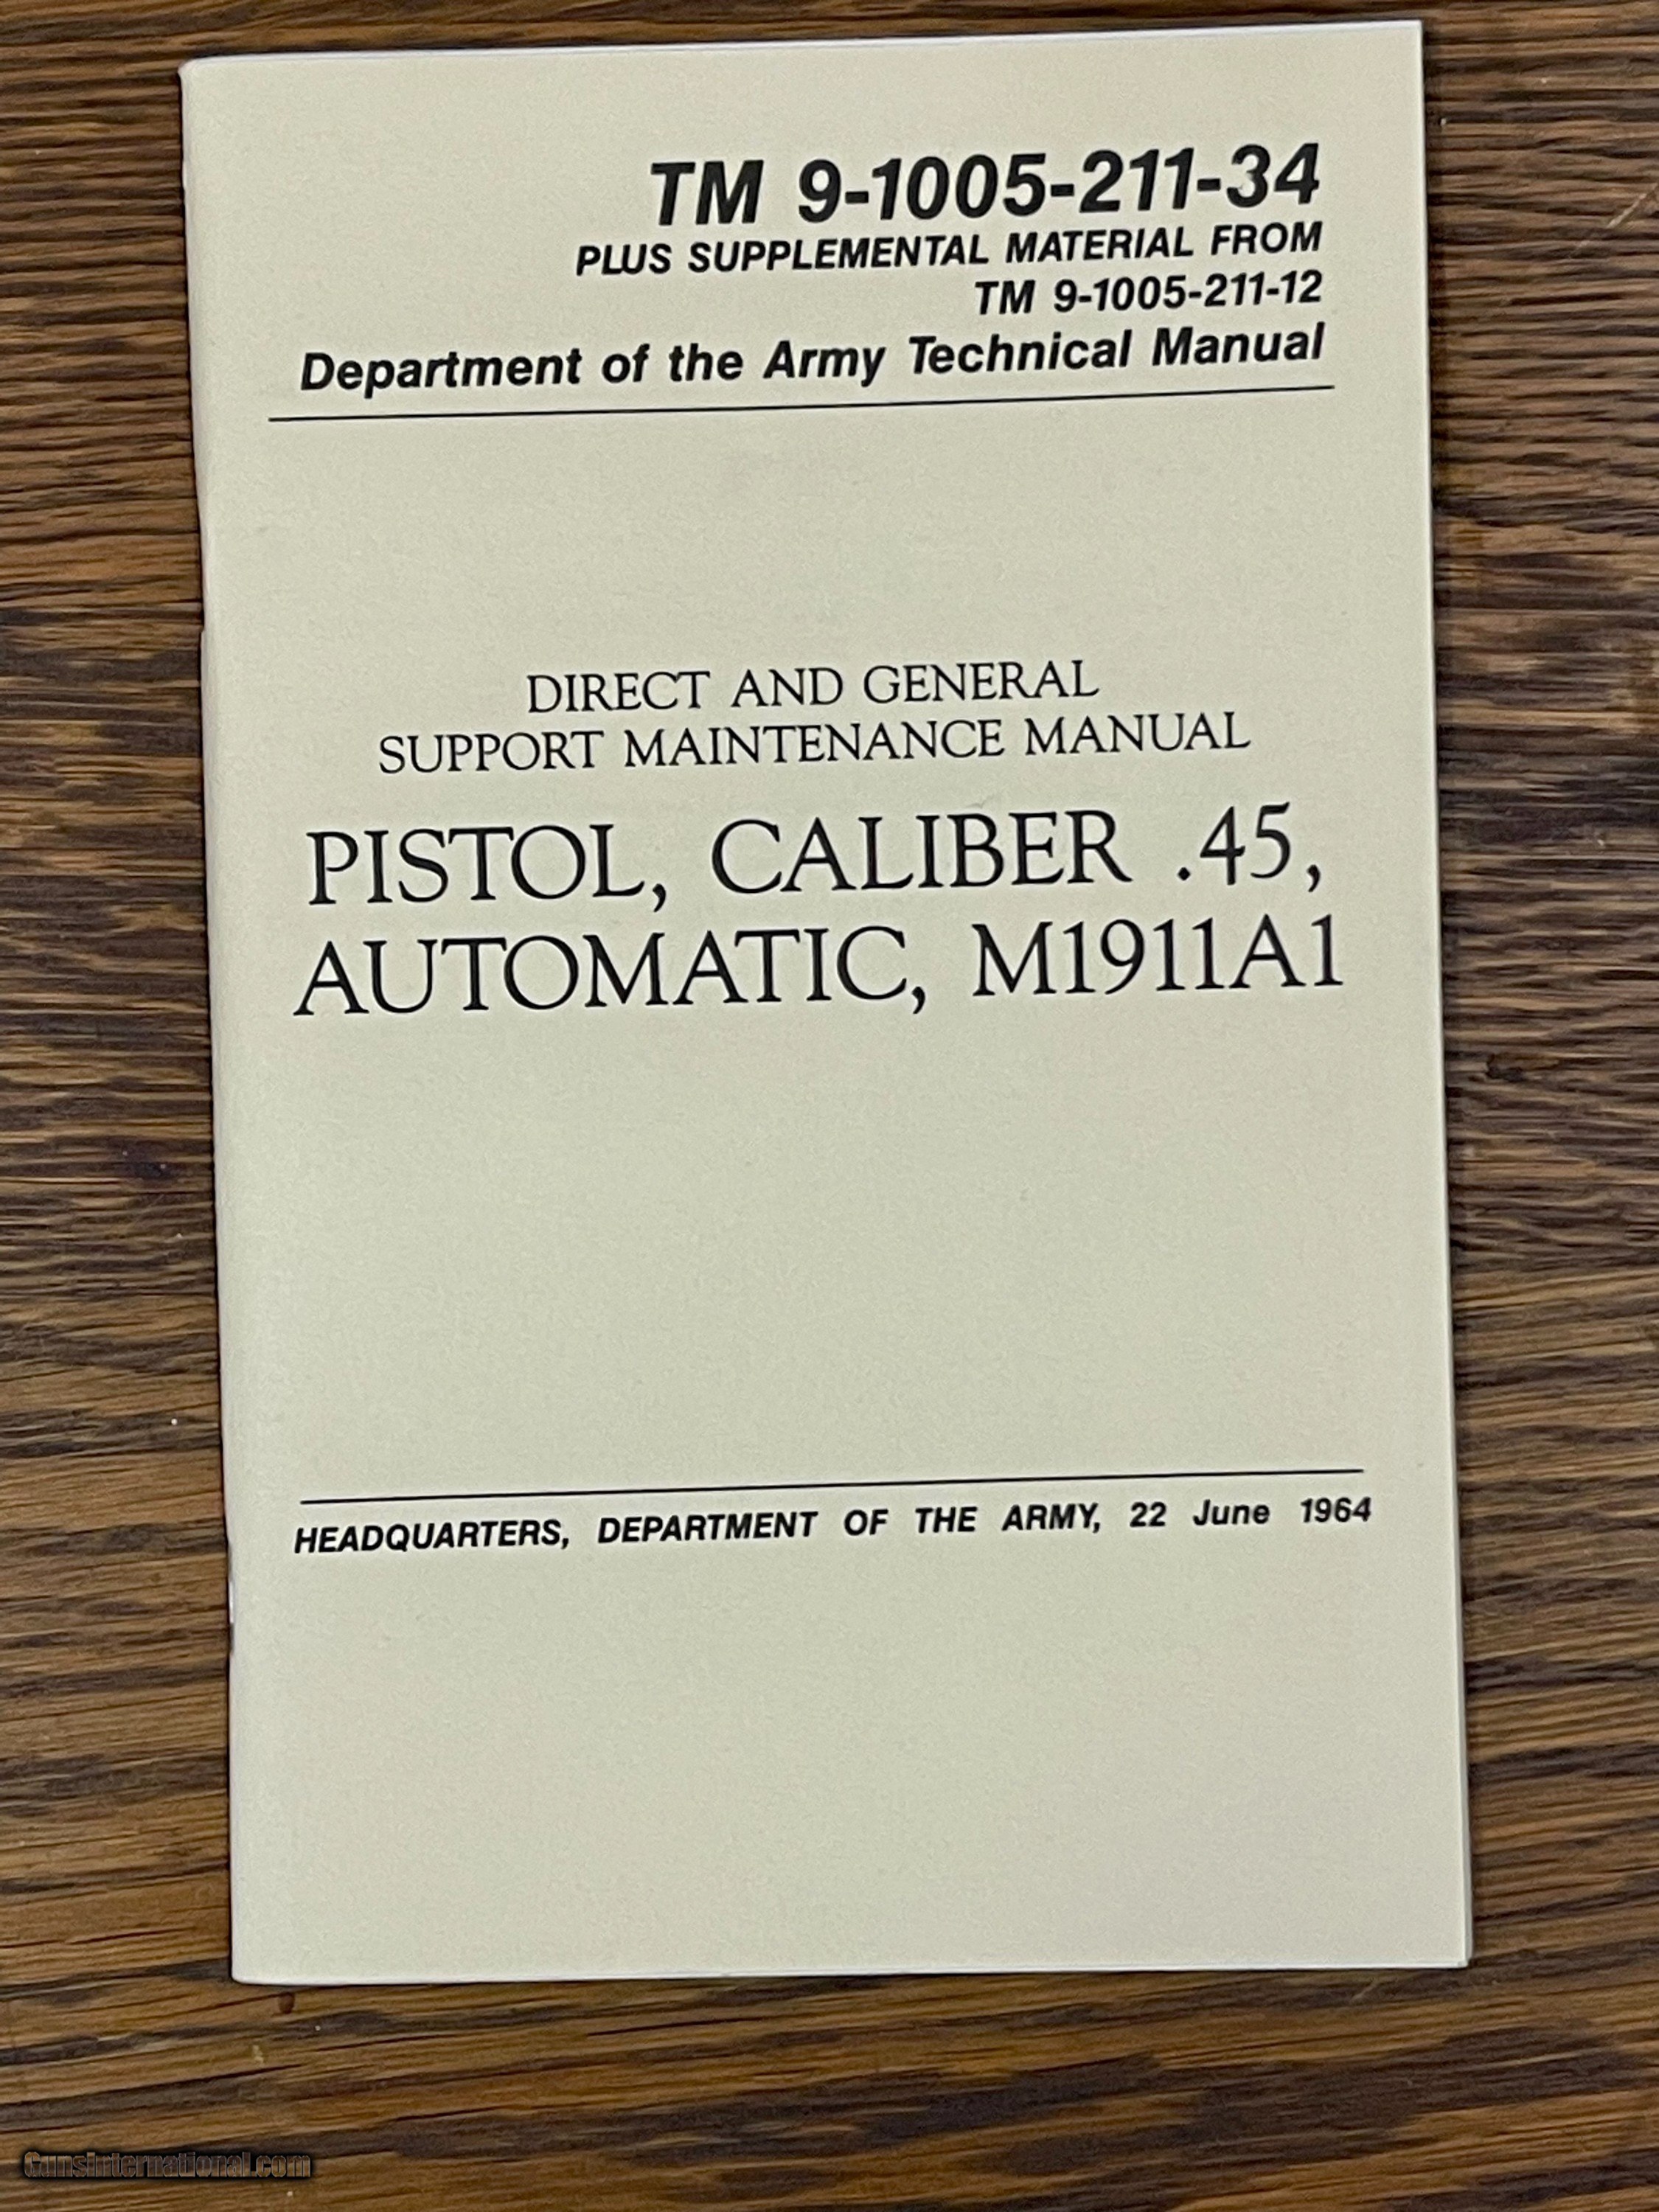 TM 9-1005-211-34
PLUS SUPPLEMENTAL MATERIAL FROM
TM 9-1005-211-12
Department of the Army Technical Manual
DIRECT AND GENERAL
SUPPORT MAINTENANCE MANUAL
PISTOL, CALIBER .45,
AUTOMATIC, M1911A1
HEADQUARTERS, DEPARTMENT OF THE ARMY, 22 June 1964
GunsInternational.com